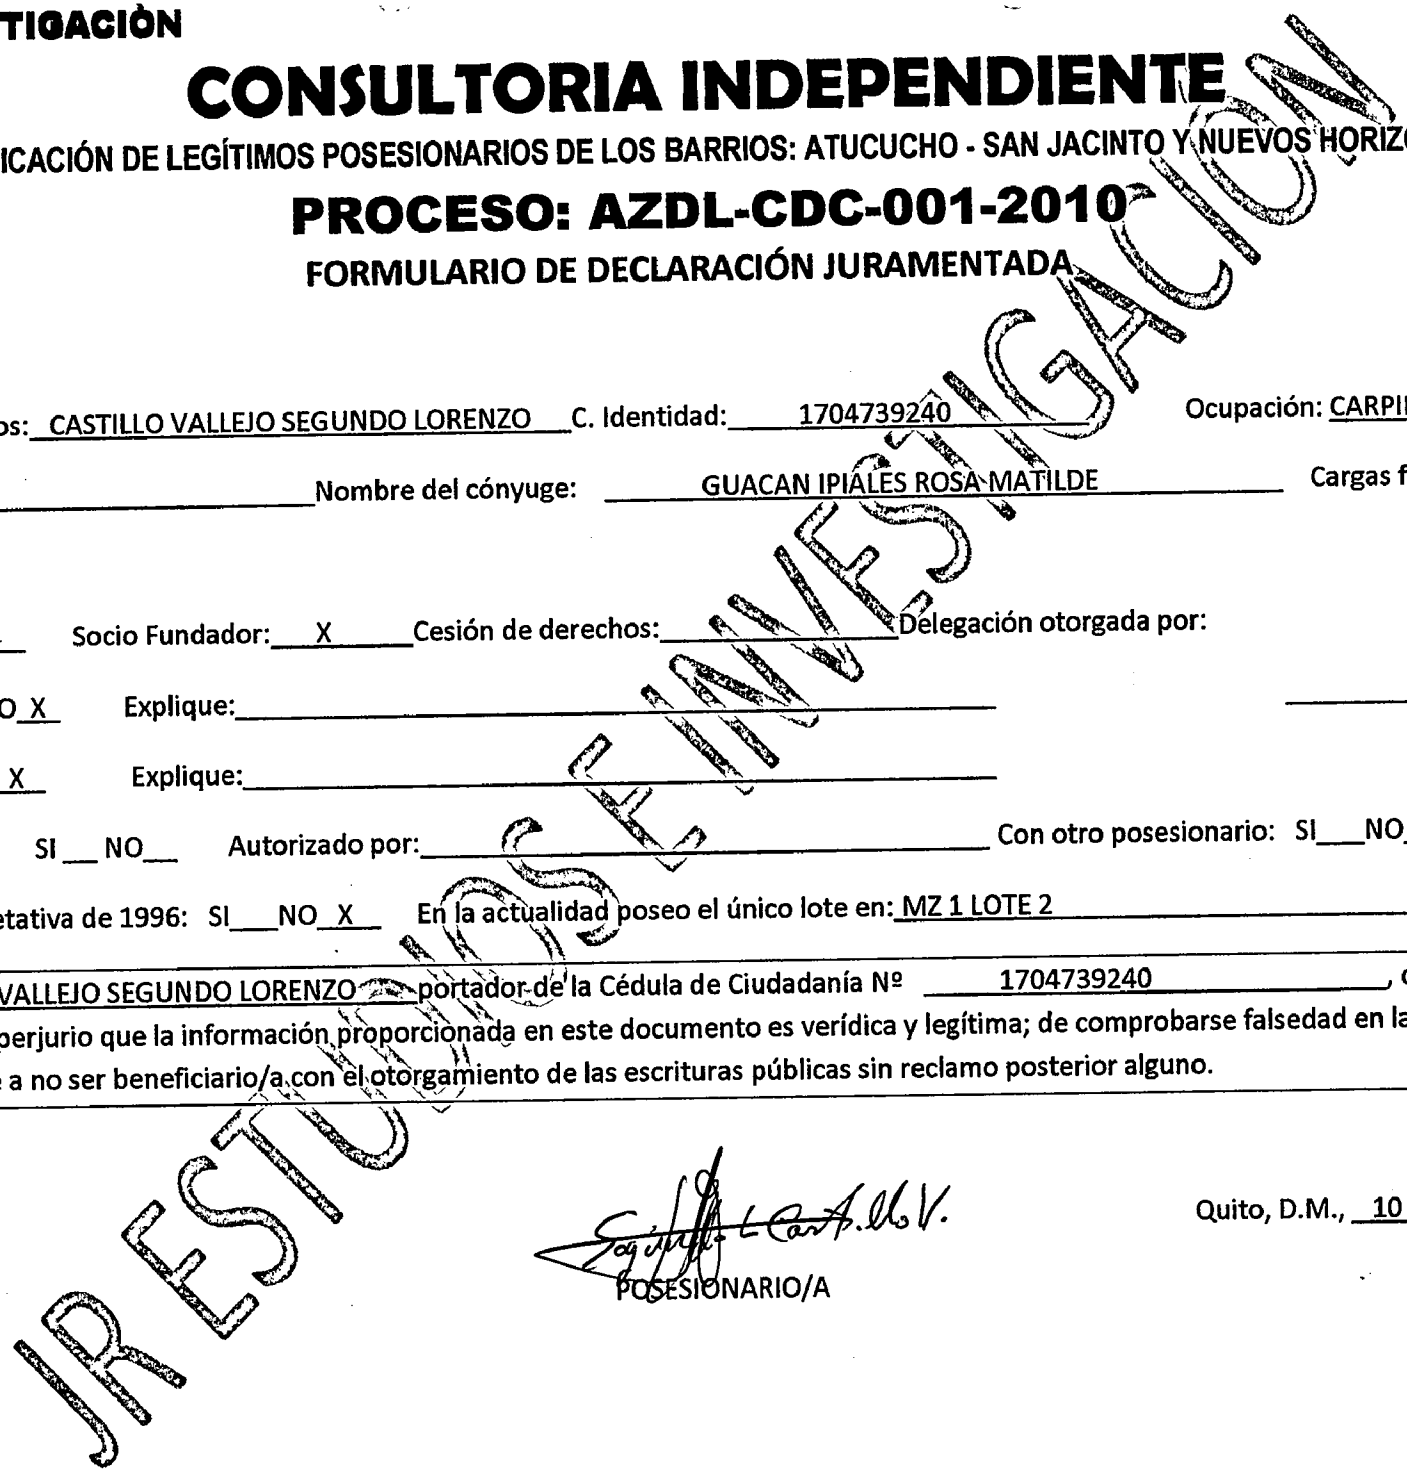 TIGACIÒN
CONSULTORIA INDEPENDIENTE
ICACIÓN DE LEGÍTIMOS POSESIONARIOS DE LOS BARRIOS: ATUCUCHO - SAN JACINTO Y NUEVOS HORIZ
PROCESO: AZDL-CDC-001-2010
FORMULARIO DE DECLARACIÓN JURAMENTADA
os: CASTILLO VALLEJO SEGUNDO LORENZO C. Identidad: 1704739240 Ocupación: CARPI
Nombre del cónyuge: GUACAN IPIALES ROSA MATILDE Cargas f
Socio Fundador: X Cesión de derechos: Delegación otorgada por:
O X Explique:
X Explique:
SI __ NO__ Autorizado por: Con otro posesionario: SI___NO
etativa de 1996: SI___NO X En la actualidad poseo el único lote en: MZ 1 LOTE 2
VALLEJO SEGUNDO LORENZO portador de la Cédula de Ciudadanía Nº 1704739240 ,
perjurio que la información proporcionada en este documento es verídica y legítima; de comprobarse falsedad en la
a no ser beneficiario/a con el otorgamiento de las escrituras públicas sin reclamo posterior alguno.
Castillo V.
Quito, D.M., 10
POSESIONARIO/A
JR ESTUDIOS E INVESTIGACION